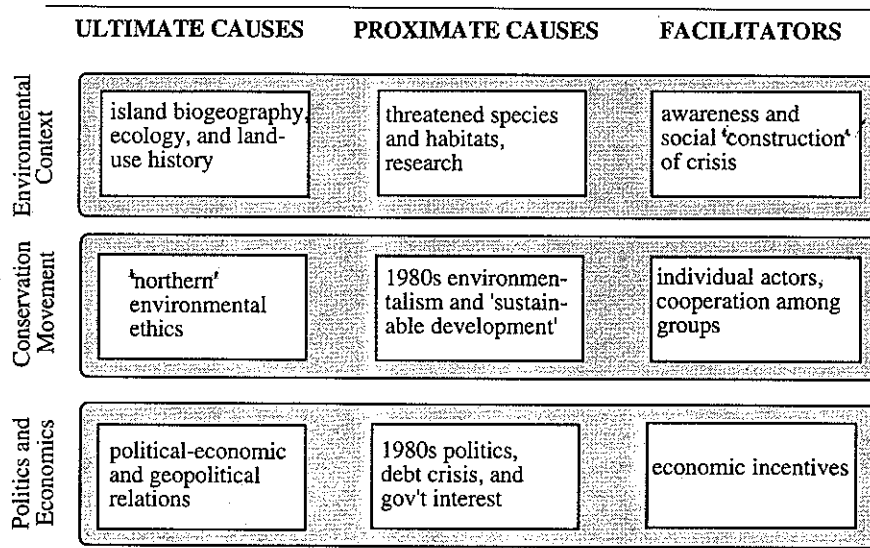 ULTIMATE CAUSES PROXIMATE CAUSES FACILITATORS
Environmental
Context
island biogeography,
ecology, and land-
use history
threatened species
and habitats,
research
awareness and
social 'construction'
of crisis
Conservation
Movement
'northern'
environmental
ethics
1980s environmen-
talism and 'sustain-
able development'
individual actors,
cooperation among
groups
Politics and
Economics
political-economic
and geopolitical
relations
1980s politics,
debt crisis, and
gov't interest
economic incentives